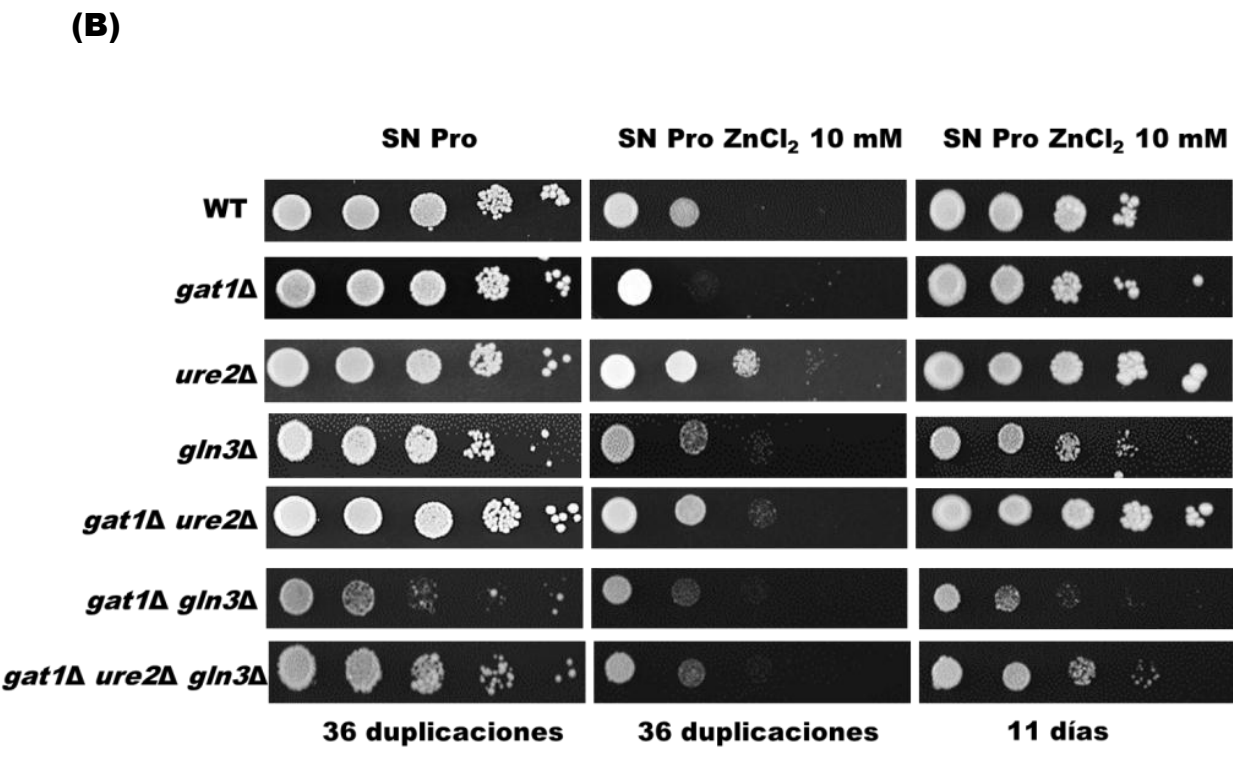 (B)
SN Pro SN Pro ZnCl₂ 10 mM SN Pro ZnCl₂ 10 mM
WT
gat1Δ
ure2Δ
gln3Δ
gat1Δ ure2Δ
gat1Δ gln3Δ
gat1Δ ure2Δ gln3Δ
36 duplicaciones 36 duplicaciones 11 días